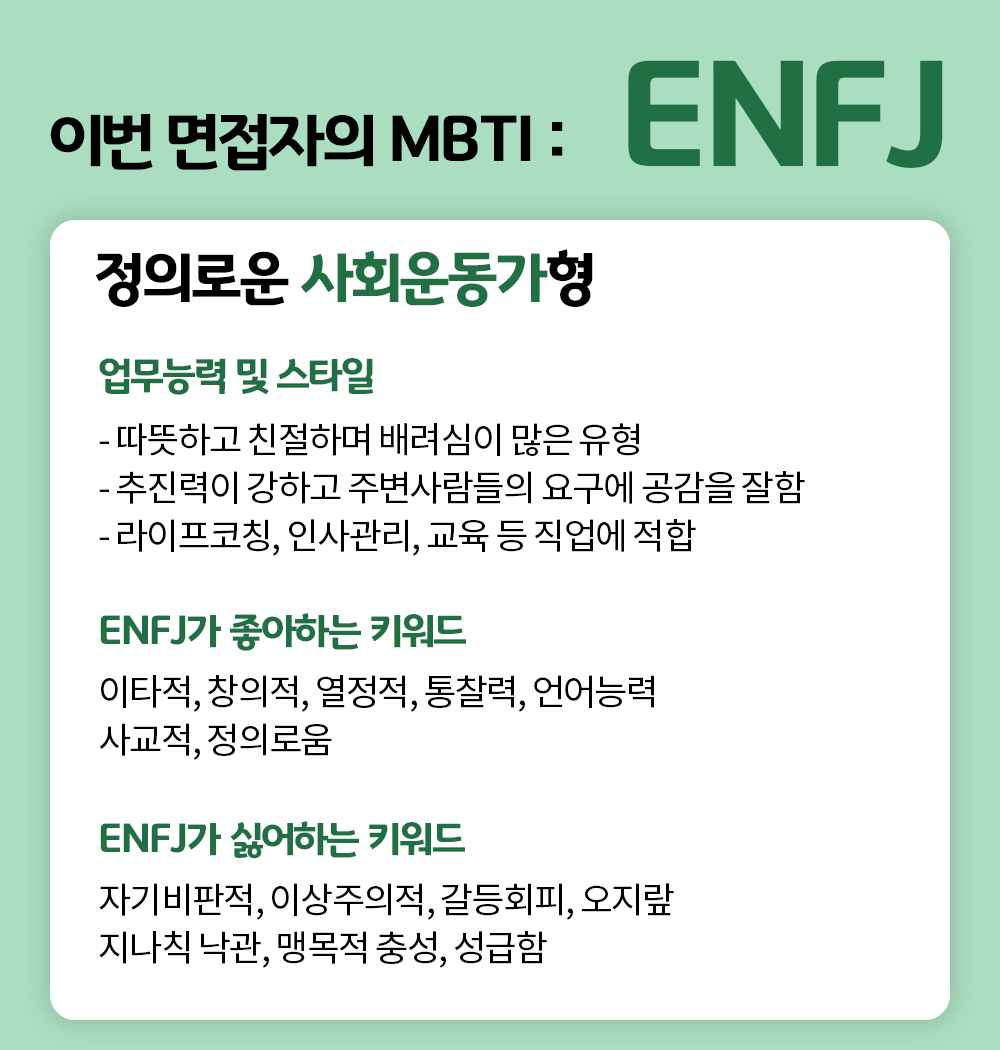 이번 면접자의 MBTI : ENFJ
정의로운 사회운동가형
업무능력 및 스타일
- 따뜻하고 친절하며 배려심이 많은 유형
- 추진력이 강하고 주변사람들의 요구에 공감을 잘함
- 라이프코칭, 인사관리, 교육 등 직업에 적합
ENFJ가 좋아하는 키워드
이타적, 창의적, 열정적, 통찰력, 언어능력
사교적, 정의로움
ENFJ가 싫어하는 키워드
자기비판적, 이상주의적, 갈등회피, 오지랖
지나칙 낙관, 맹목적 충성, 성급함